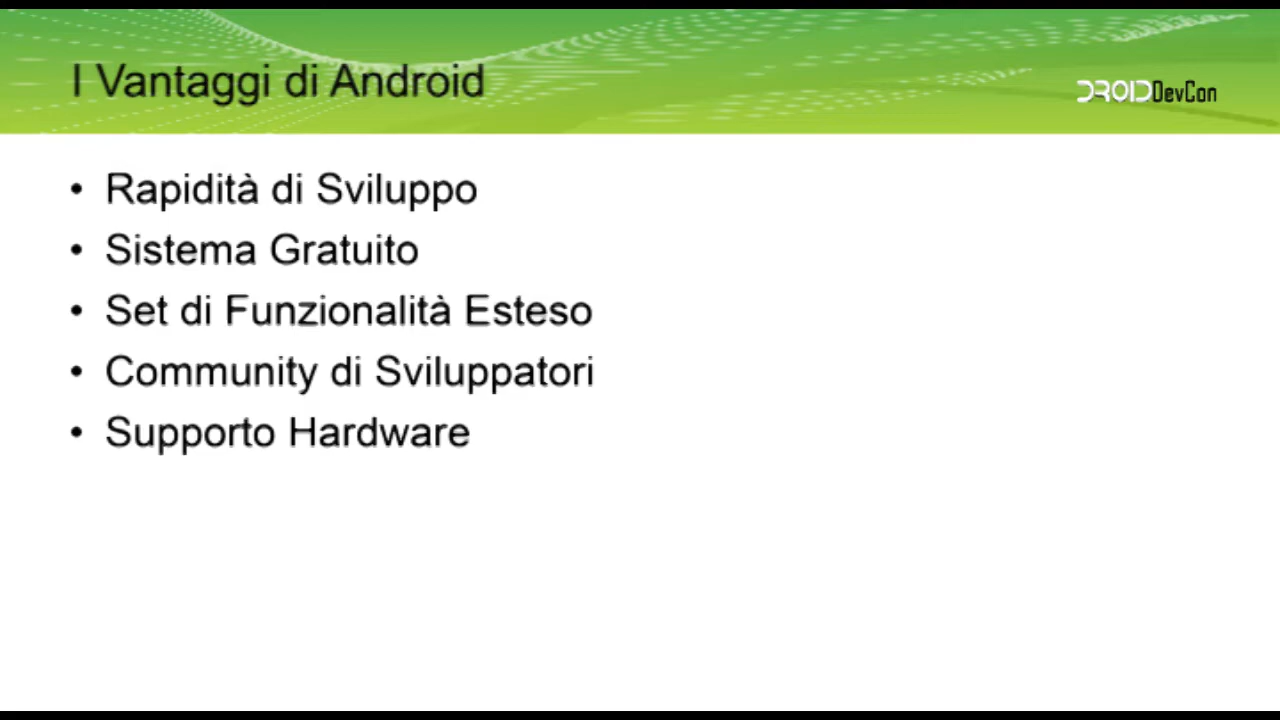 I Vantaggi di Android
DROIDDevCon
• Rapidità di Sviluppo
• Sistema Gratuito
• Set di Funzionalità Esteso
• Community di Sviluppatori
• Supporto Hardware